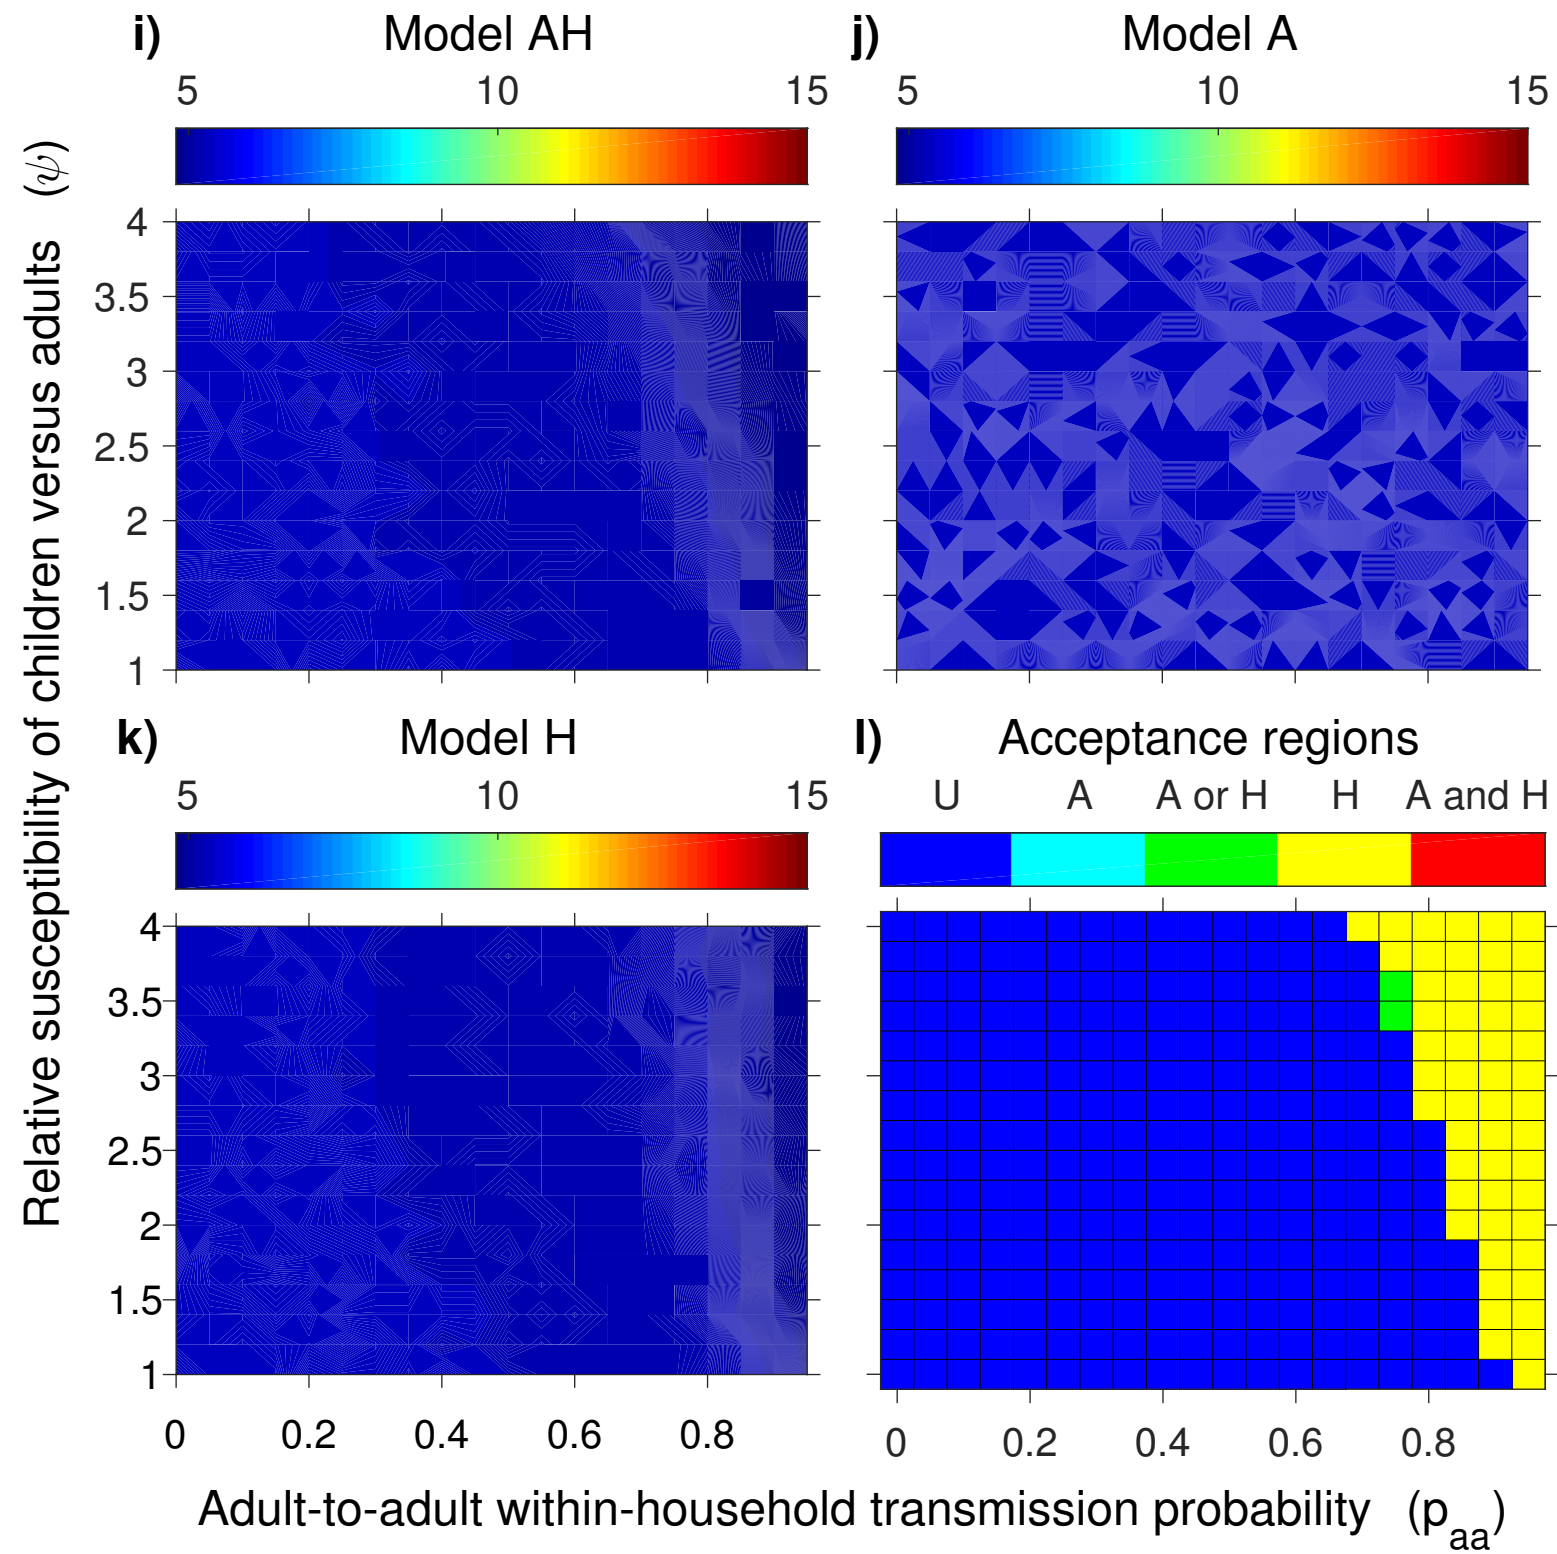 i) Model AH
5 10 15
j) Model A
5 10 15
Relative susceptibility of children versus adults (ψ)
4
3.5
3
2.5
2
1.5
1
k) Model H
5 10 15
l) Acceptance regions
U A A or H H A and H
4
3.5
3
2.5
2
1.5
1
0 0.2 0.4 0.6 0.8
0 0.2 0.4 0.6 0.8
Adult-to-adult within-household transmission probability (p_aa)